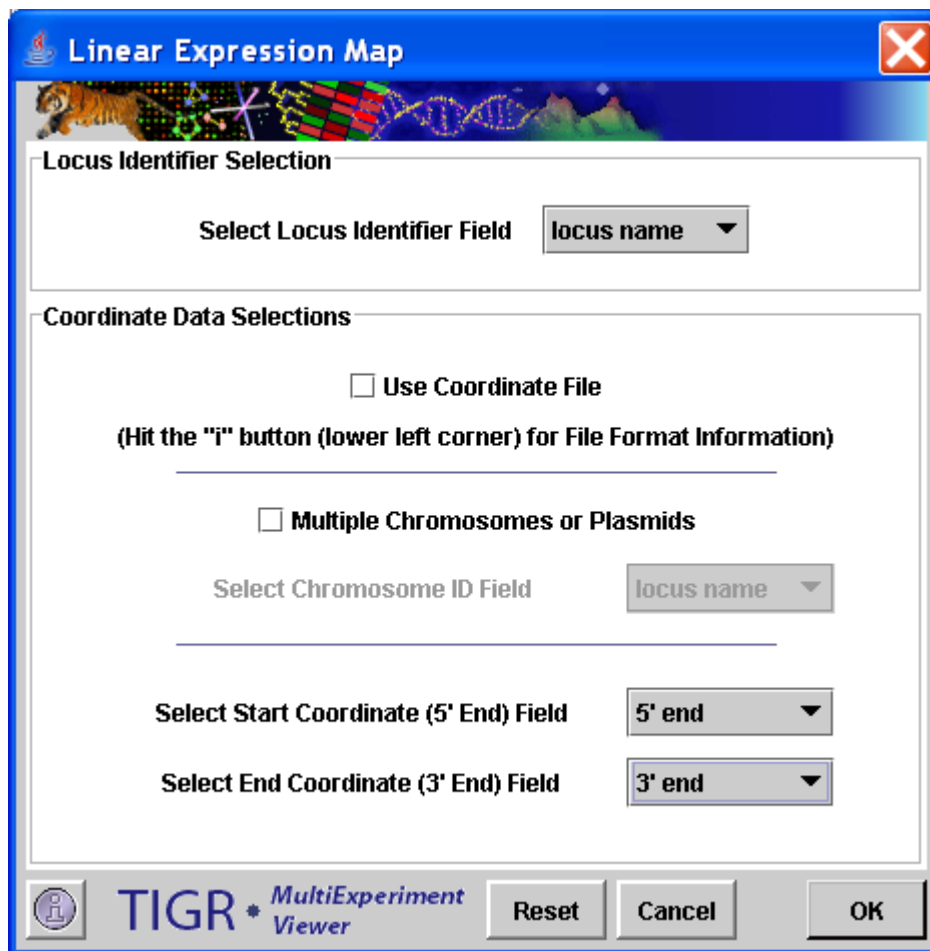 Linear Expression Map
Locus Identifier Selection
Select Locus Identifier Field locus name
Coordinate Data Selections
Use Coordinate File
(Hit the "i" button (lower left corner) for File Format Information)
Multiple Chromosomes or Plasmids
Select Chromosome ID Field locus name
Select Start Coordinate (5' End) Field 5' end
Select End Coordinate (3' End) Field 3' end
i TIGR • MultiExperiment
Viewer
Reset Cancel OK